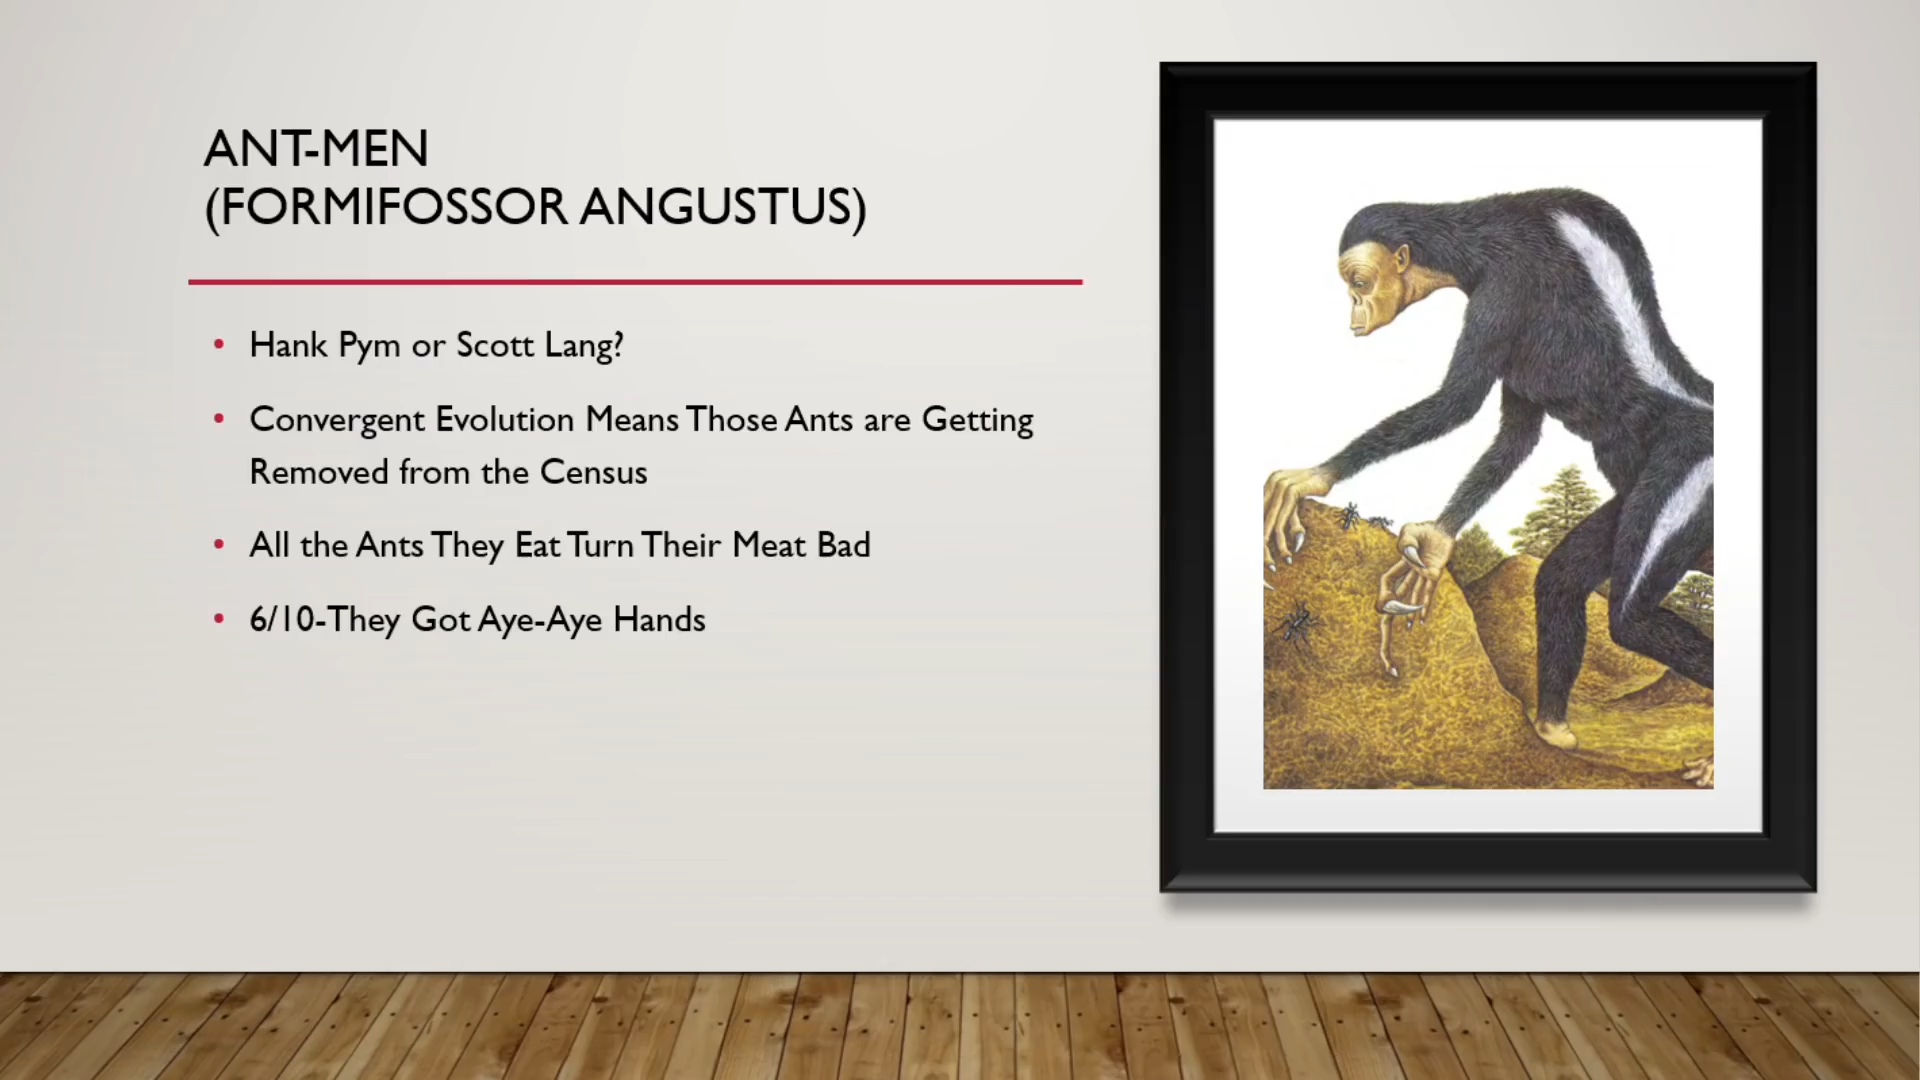 ANT-MEN
(FORMIFOSSOR ANGUSTUS)
• Hank Pym or Scott Lang?
• Convergent Evolution Means Those Ants are Getting
Removed from the Census
• All the Ants They Eat Turn Their Meat Bad
• 6/10-They Got Aye-Aye Hands